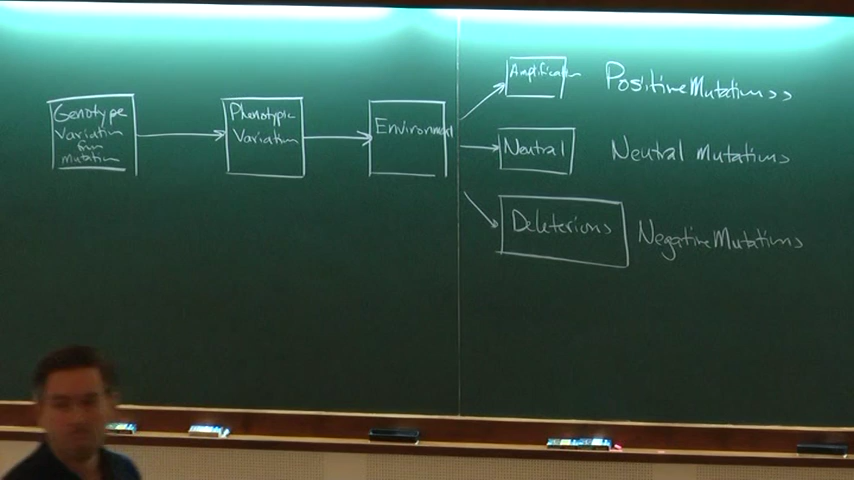 Genotype
Variation
from
mutation
Phenotypic
Variation
Environment
Amplification
Positive Mutations
Neutral
Neutral Mutations
Deleterious
Negative Mutations